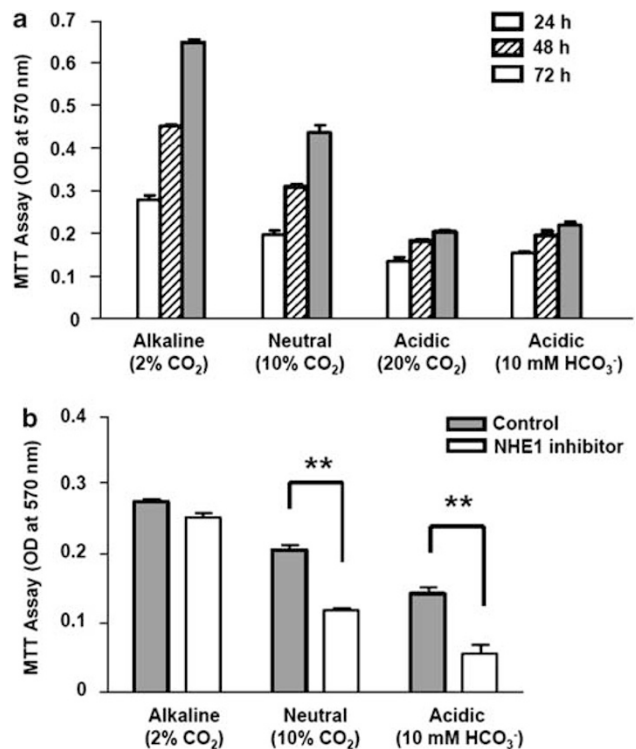 a
24 h
48 h
72 h
MTT Assay (OD at 570 nm)
0.7
0.6
0.5
0.4
0.3
0.2
0.1
0
Alkaline Neutral Acidic Acidic
(2% CO₂) (10% CO₂) (20% CO₂) (10 mM HCO₃⁻)
b
Control
NHE1 inhibitor
MTT Assay (OD at 570 nm)
0.4
0.3
0.2
0.1
0
** **
Alkaline Neutral Acidic
(2% CO₂) (10% CO₂) (10 mM HCO₃⁻)